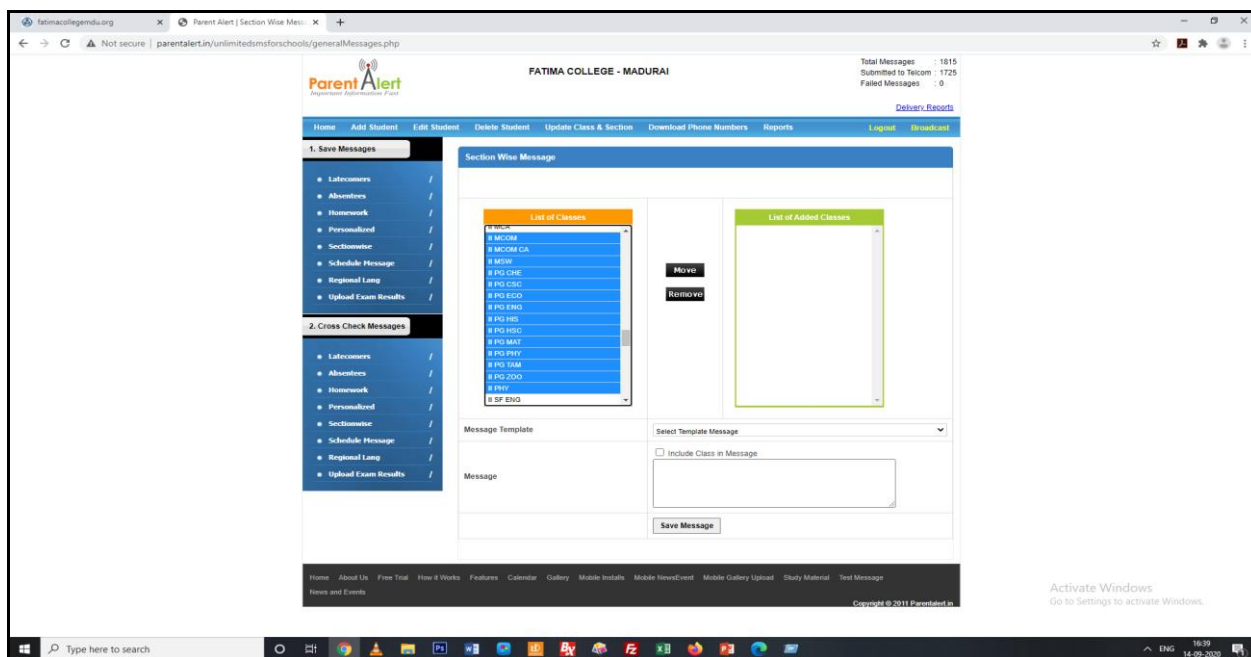 fatimacollegemdu.org
Parent Alert | Section Wise Mess
Not secure | parentalert.in/unlimitedsmsforschools/generalMessages.php
Parent Alert
Important Information Fast
FATIMA COLLEGE - MADURAI
Total Messages : 1815
Submitted to Telcom : 1725
Failed Messages : 0
Delivery Reports
Home Add Student Edit Student Delete Student Update Class & Section Download Phone Numbers Reports Logout Broadcast
1. Save Messages
Latecomers /
Absentees /
Homework /
Personalized /
Sectionwise /
Schedule Message /
Regional Lang /
Upload Exam Results /
2. Cross Check Messages
Latecomers /
Absentees /
Homework /
Personalized /
Sectionwise /
Schedule Message /
Regional Lang /
Upload Exam Results /
Section Wise Message
List of Classes
II MCA
II MCOM
II MCOM CA
II MSW
II PG CHE
II PG CSC
II PG ECO
II PG ENG
II PG HIS
II PG HSC
II PG MAT
II PG PHY
II PG TAM
II PG ZOO
II PHY
II SF ENG
Move
Remove
List of Added Classes
Message Template
Select Template Message
Include Class in Message
Message
Save Message
Home About Us Free Trial How it Works Features Calendar Gallery Mobile Installs Mobile NewsEvent Mobile Gallery Upload Study Material Test Message
News and Events
Copyright © 2011 Parentalert.in
Activate Windows
Go to Settings to activate Windows.
Type here to search
ENG
16:39
14-09-2020